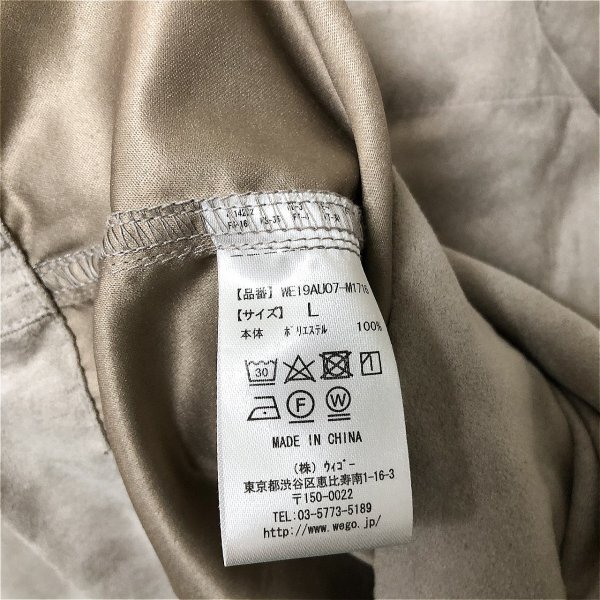 【品番】 WE19AU07-M1716
【サイズ】 L
本体 ポリエステル 100%
30
F W
MADE IN CHINA
(株) ウィゴー
東京都渋谷区恵比寿南1-16-3
〒150-0022
TEL:03-5773-5189
http://www.wego.jp/